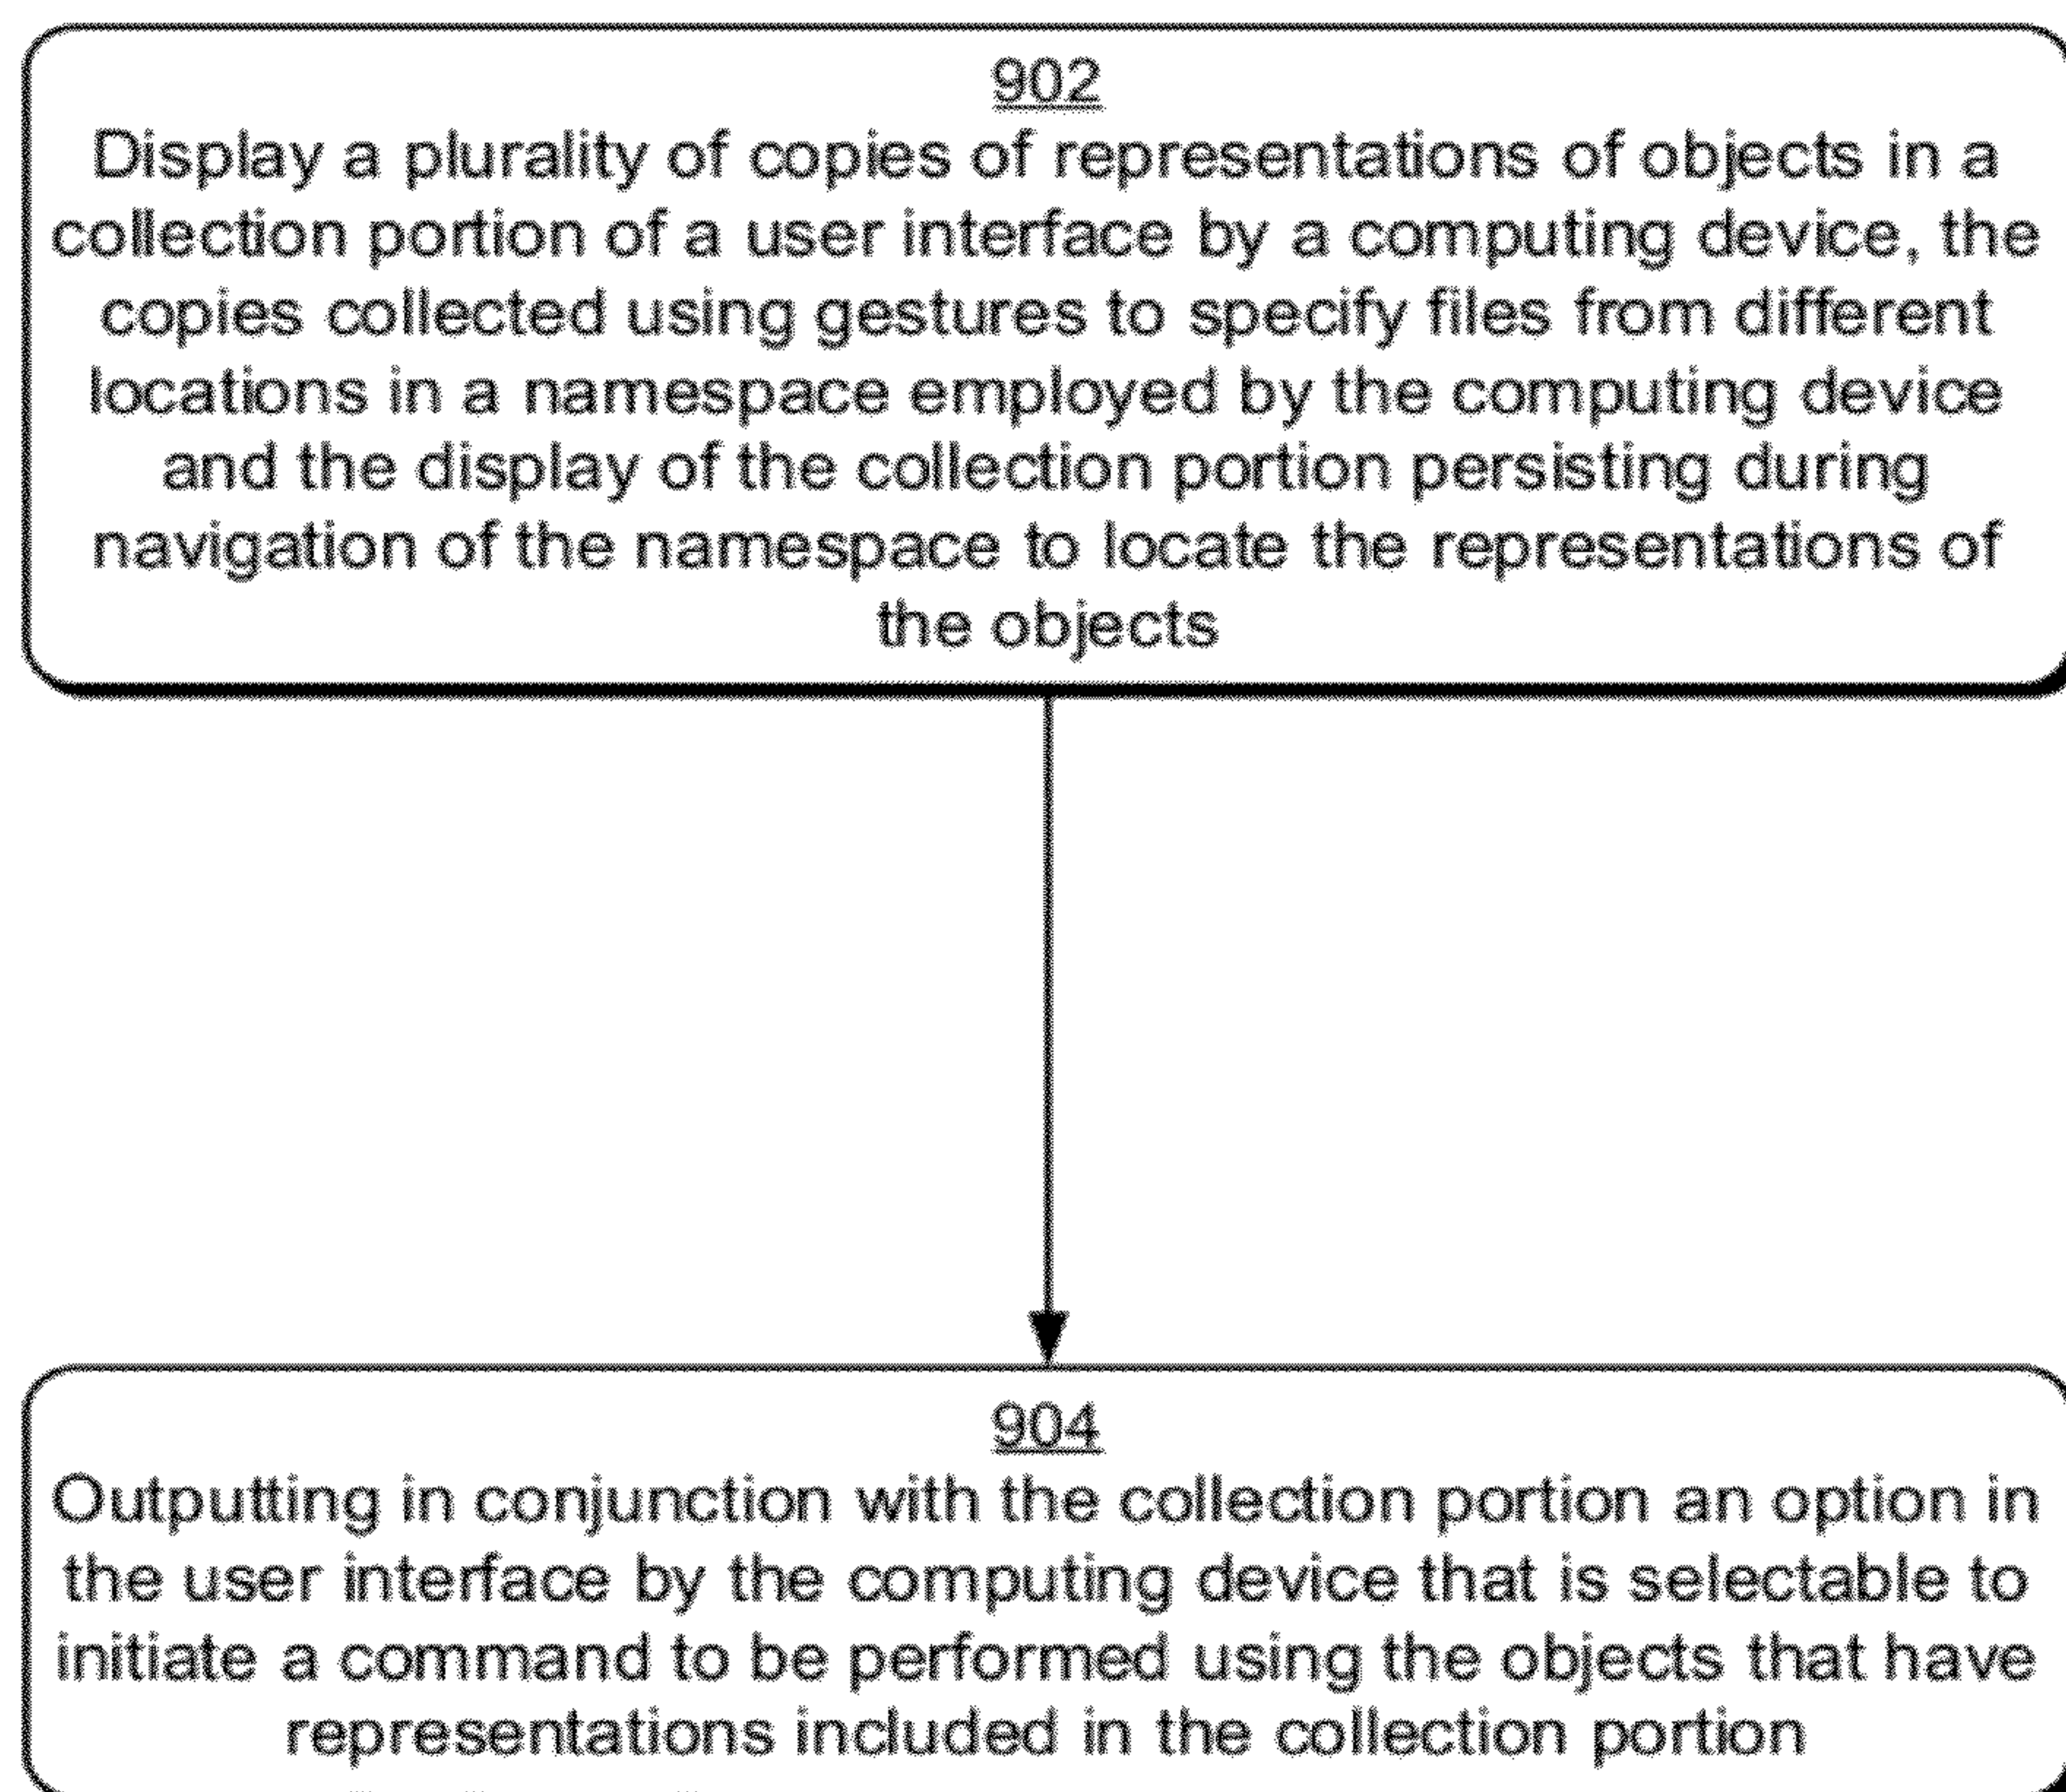 902
Display a plurality of copies of representations of objects in a
collection portion of a user interface by a computing device, the
copies collected using gestures to specify files from different
locations in a namespace employed by the computing device
and the display of the collection portion persisting during
navigation of the namespace to locate the representations of
the objects
904
Outputting in conjunction with the collection portion an option in
the user interface by the computing device that is selectable to
initiate a command to be performed using the objects that have
representations included in the collection portion